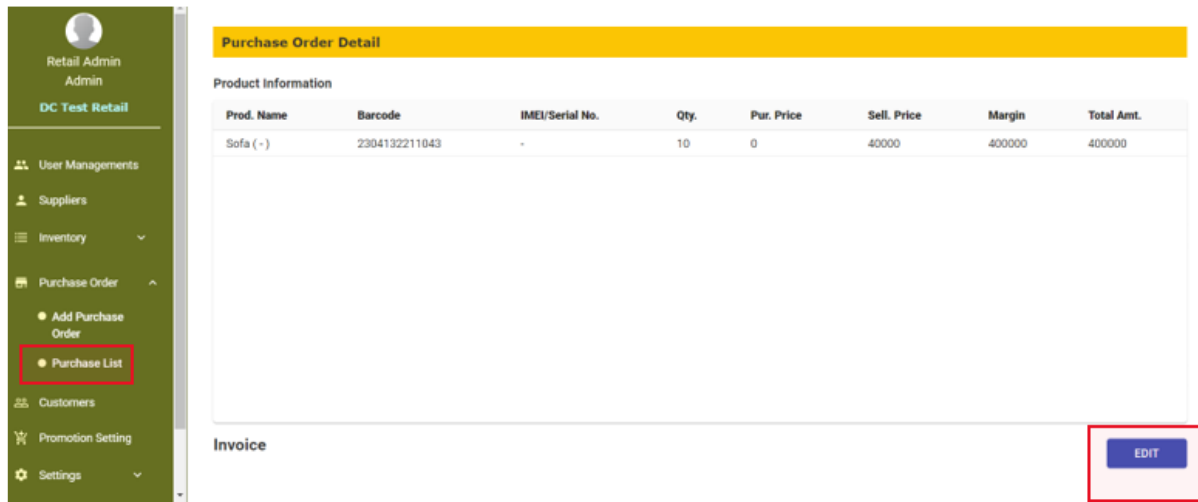 Retail Admin
Admin
DC Test Retail
User Managements
Suppliers
Inventory
Purchase Order
Add Purchase
Order
Purchase List
Customers
Promotion Setting
Settings
Purchase Order Detail
Product Information
Prod. Name Barcode IMEI/Serial No. Qty. Pur. Price Sell. Price Margin Total Amt.
Sofa ( - ) 2304132211043 - 10 0 40000 400000 400000
Invoice
EDIT